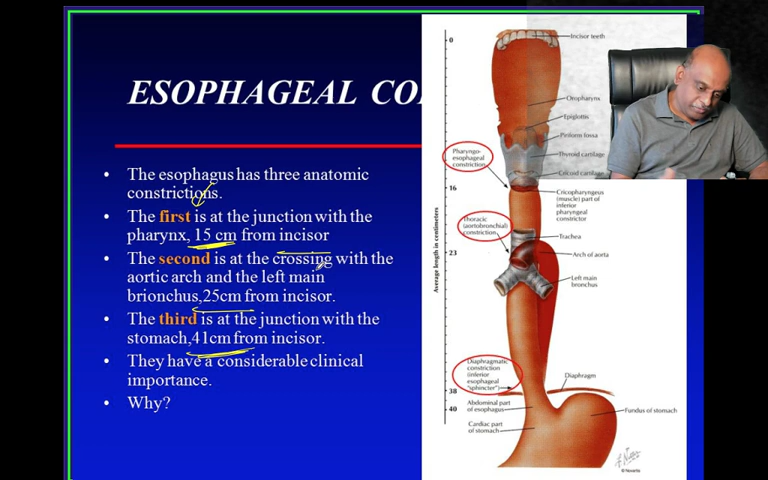 ESOPHAGEAL CO
• The esophagus has three anatomic
constrictions.
• The first is at the junction with the
pharynx, 15 cm from incisor
• The second is at the crossing with the
aortic arch and the left main
brionchus,25cm from incisor.
• The third is at the junction with the
stomach,41cm from incisor.
• They have a considerable clinical
importance.
• Why?
0
Incisor teeth
Oropharynx
Epiglottis
Piriform fossa
Thyroid cartilage
Cricoid cartilage
Pharyngo-
esophageal
constriction
16
Cricopharyngeus
(muscle) part of
inferior
pharyngeal
constrictor
Thoracic
(aortobronchial)
constriction
Trachea
23
Arch of aorta
Left main
bronchus
Average length in centimeters
Diaphragmatic
constriction
(inferior
esophageal
"sphincter")
Diaphragm
38
40
Abdominal part
of esophagus
Fundus of stomach
Cardiac part
of stomach
© Novartis